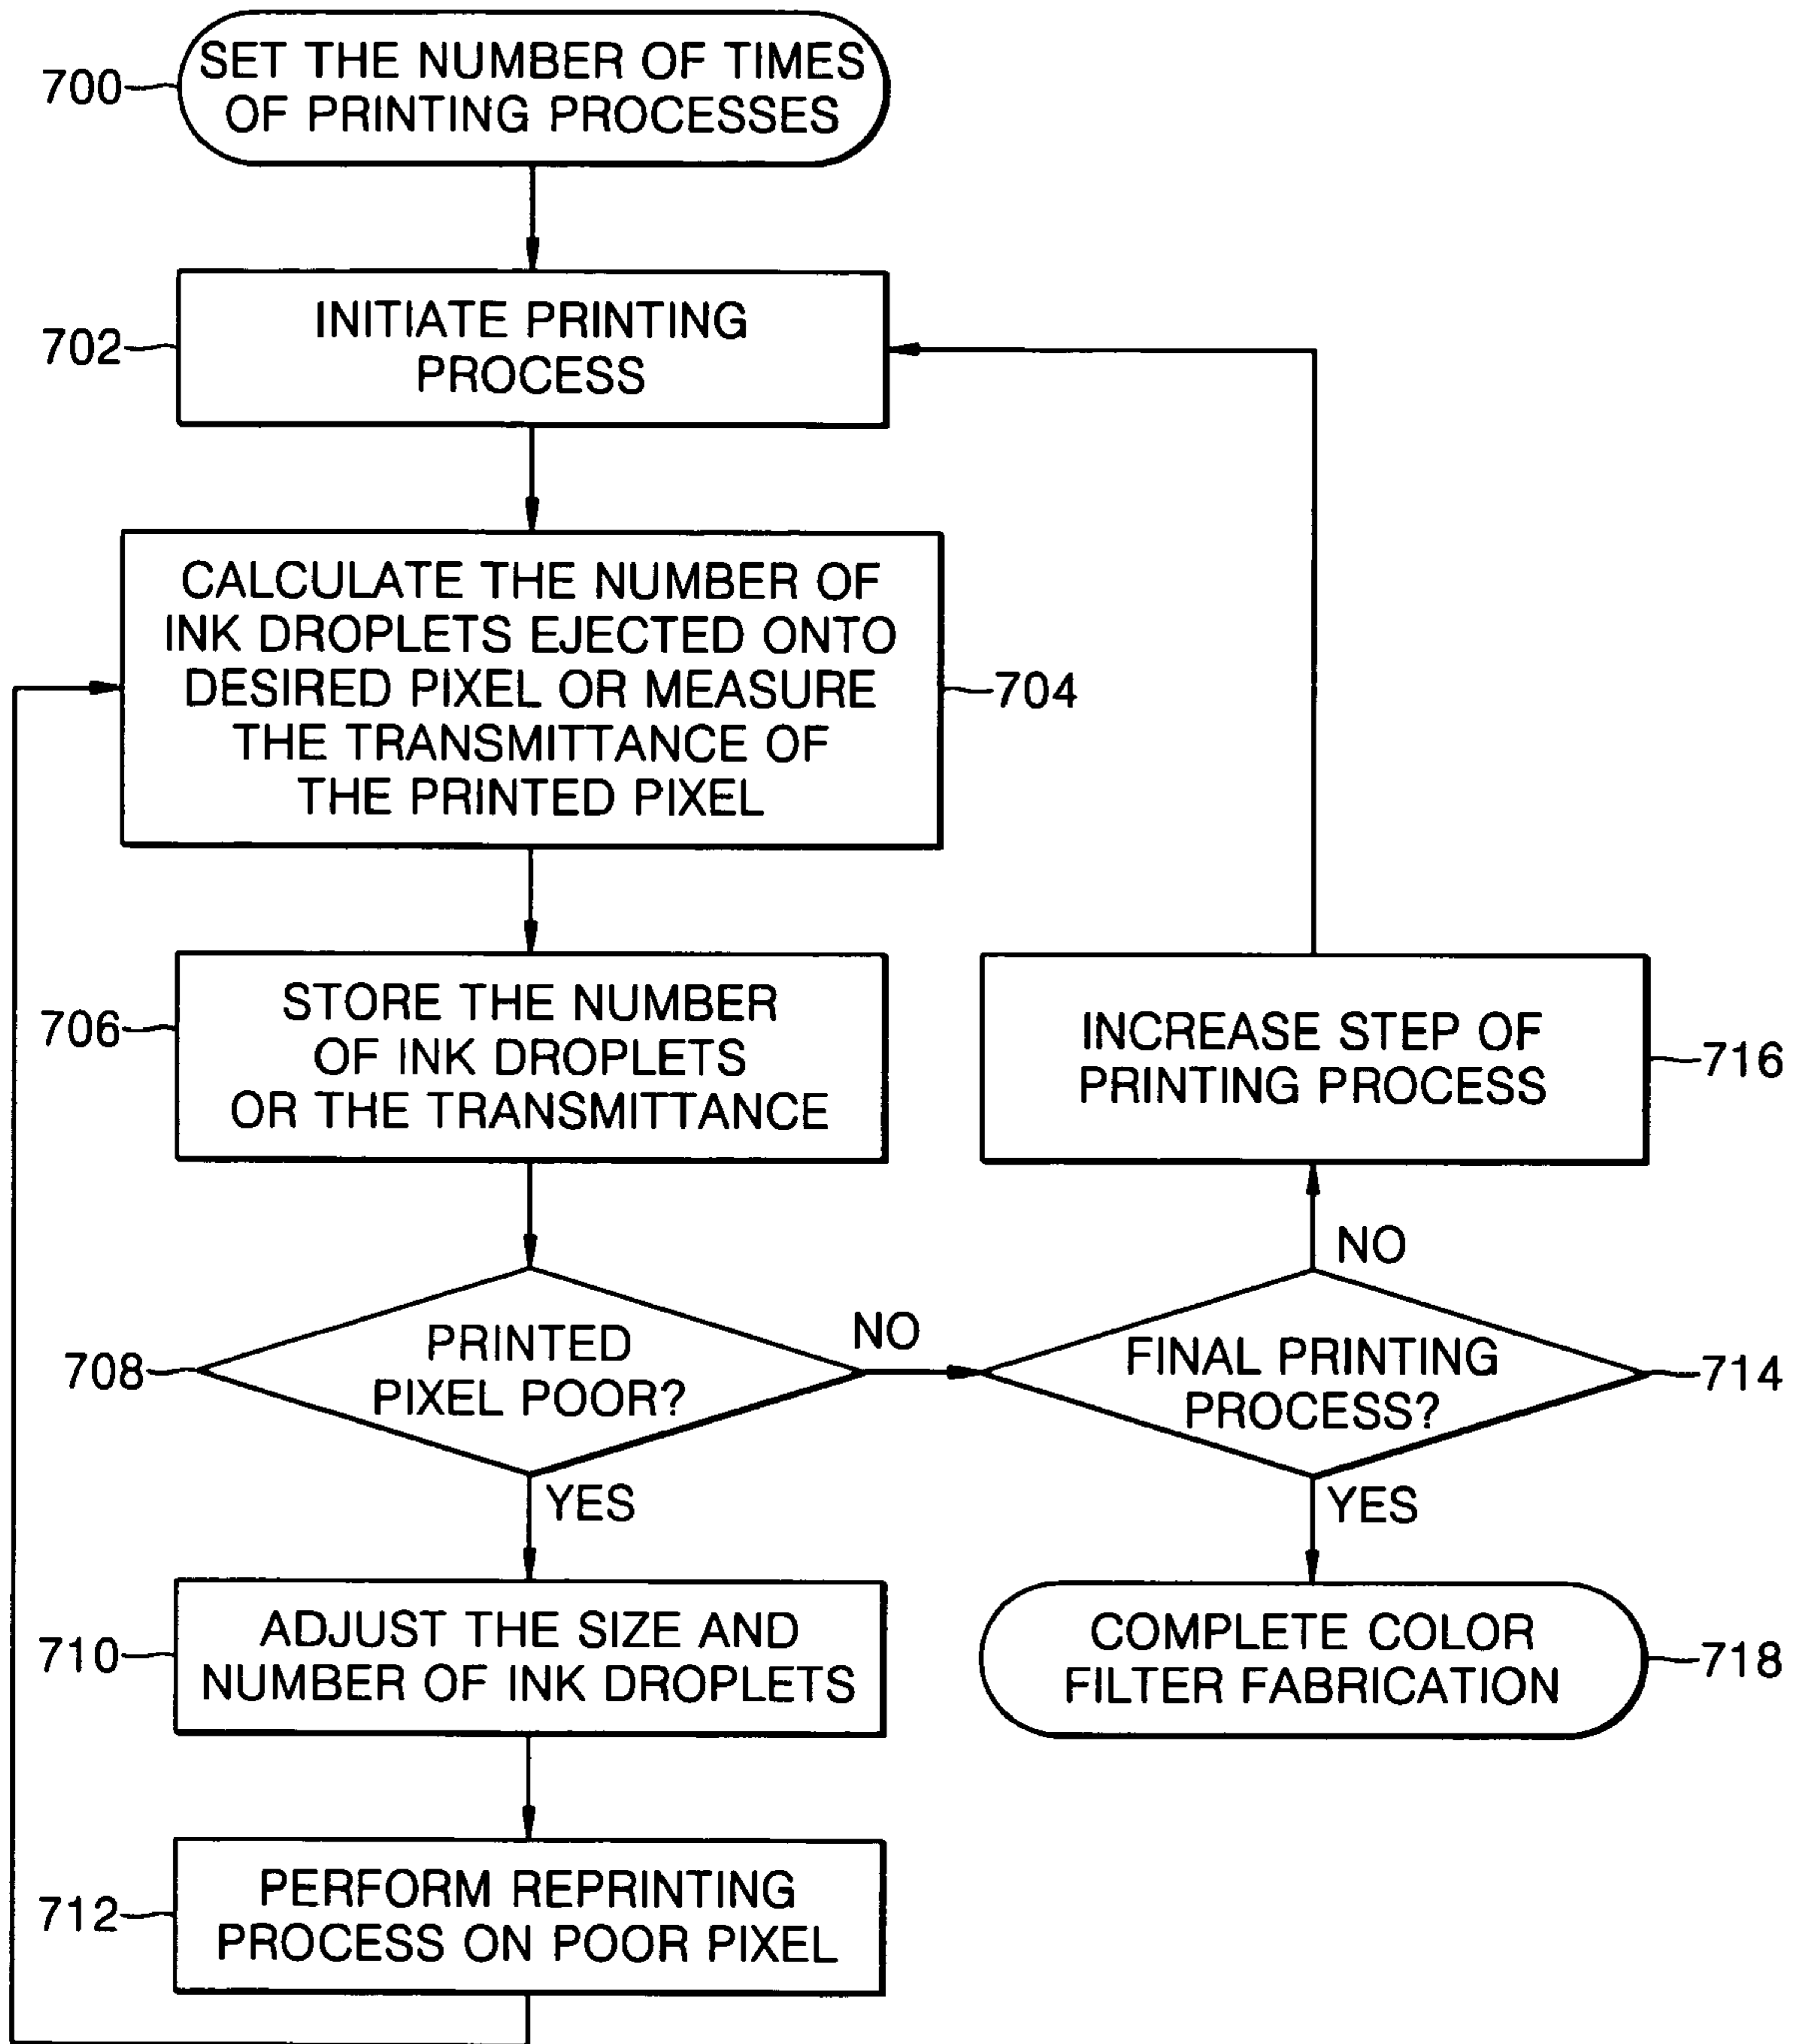 700
SET THE NUMBER OF TIMES
OF PRINTING PROCESSES
702
INITIATE PRINTING
PROCESS
CALCULATE THE NUMBER OF
INK DROPLETS EJECTED ONTO
DESIRED PIXEL OR MEASURE
THE TRANSMITTANCE OF
THE PRINTED PIXEL
704
706
STORE THE NUMBER
OF INK DROPLETS
OR THE TRANSMITTANCE
708
PRINTED
PIXEL POOR?
NO
YES
710
ADJUST THE SIZE AND
NUMBER OF INK DROPLETS
712
PERFORM REPRINTING
PROCESS ON POOR PIXEL
INCREASE STEP OF
PRINTING PROCESS
716
NO
FINAL PRINTING
PROCESS?
714
YES
COMPLETE COLOR
FILTER FABRICATION
718